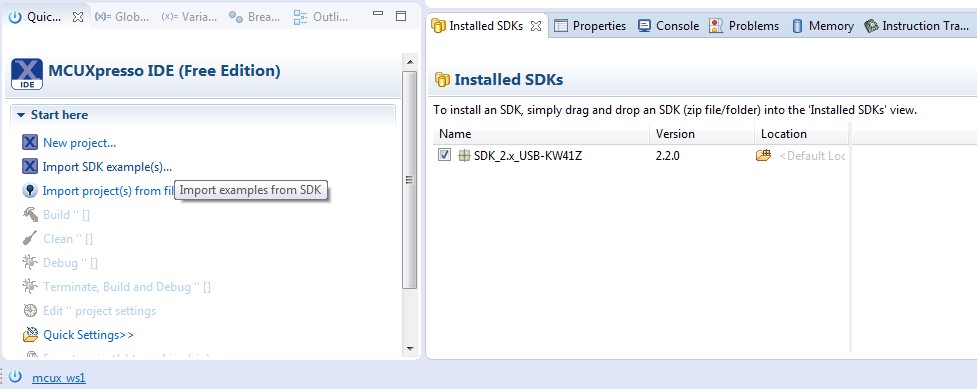 Quic...
(x)= Glob...
(x)= Varia...
Brea...
Outli...
IDE
MCUXpresso IDE (Free Edition)
Start here
New project...
Import SDK example(s)...
Import project(s) from fil
Import examples from SDK
Build '' []
Clean '' []
Debug '' []
Terminate, Build and Debug '' []
Edit '' project settings
Quick Settings>>
mcux_ws1
Installed SDKs
Properties
Console
Problems
Memory
Instruction Tra...
Installed SDKs
To install an SDK, simply drag and drop an SDK (zip file/folder) into the 'Installed SDKs' view.
Name Version Location
SDK_2.x_USB-KW41Z 2.2.0 <Default Loc